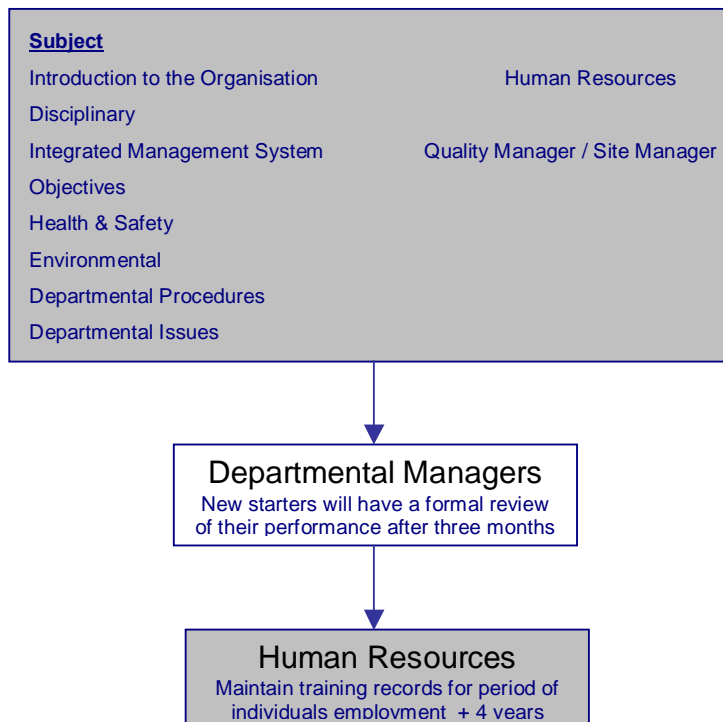 Subject
Introduction to the Organisation Human Resources
Disciplinary
Integrated Management System Quality Manager / Site Manager
Objectives
Health & Safety
Environmental
Departmental Procedures
Departmental Issues
Departmental Managers
New starters will have a formal review
of their performance after three months
Human Resources
Maintain training records for period of
individuals employment + 4 years